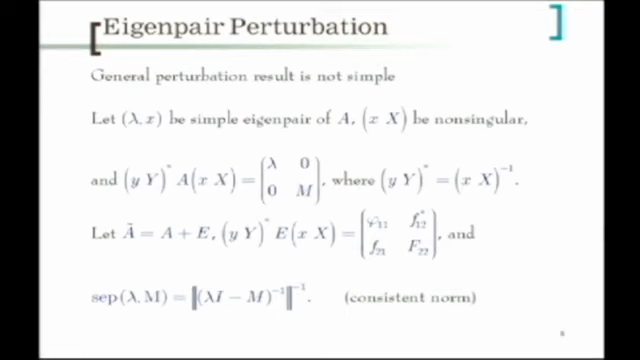 Eigenpair Perturbation
General perturbation result is not simple
Let (λ, x) be simple eigenpair of A, (x X) be nonsingular,
and (y Y)* A(x X) = (λ 0
0 M), where (y Y)* = (x X)⁻¹.
Let Ã = A + E, (y Y)* E(x X) = (φ₁₁ f₁₂*
f₂₁ F₂₂), and
sep(λ, M) = ‖(λI − M)⁻¹‖⁻¹. (consistent norm)